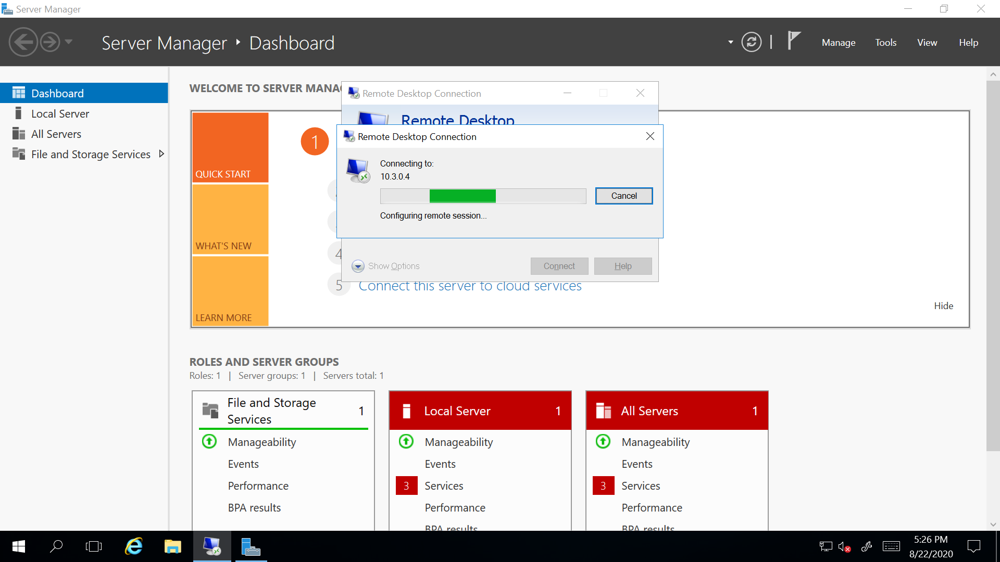 Server Manager
Server Manager ‣ Dashboard
Manage
Tools
View
Help
Dashboard
Local Server
All Servers
File and Storage Services
WELCOME TO SERVER MANA
QUICK START
WHAT'S NEW
LEARN MORE
1
4
5
Connect this server to cloud services
Hide
Remote Desktop Connection
Remote Desktop
Remote Desktop Connection
Connecting to:
10.3.0.4
Cancel
Configuring remote session...
Show Options
Connect
Help
ROLES AND SERVER GROUPS
Roles: 1 | Server groups: 1 | Servers total: 1
File and Storage
Services
1
Manageability
Events
Performance
BPA results
Local Server
1
Manageability
Events
3
Services
Performance
BPA results
All Servers
1
Manageability
Events
3
Services
Performance
BPA results
5:26 PM
8/22/2020